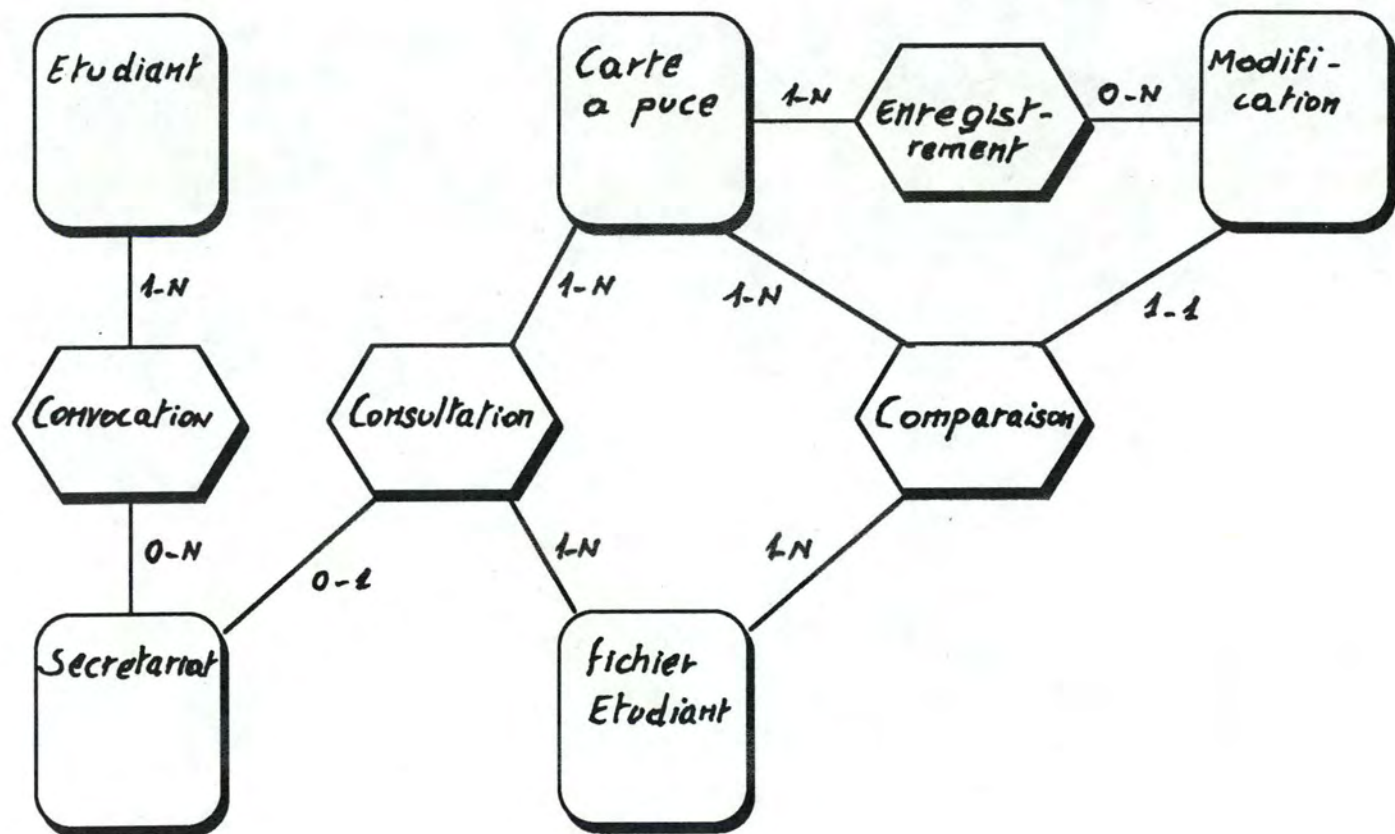 Etudiant
Carte
a puce
1-N
Enregist-
rement
0-N
Modifi-
cation
1-N
1-N
1-N
1-1
Convocation
Consultation
Comparaison
0-N
0-1
1-N
1-N
Secretariat
fichier
Etudiant